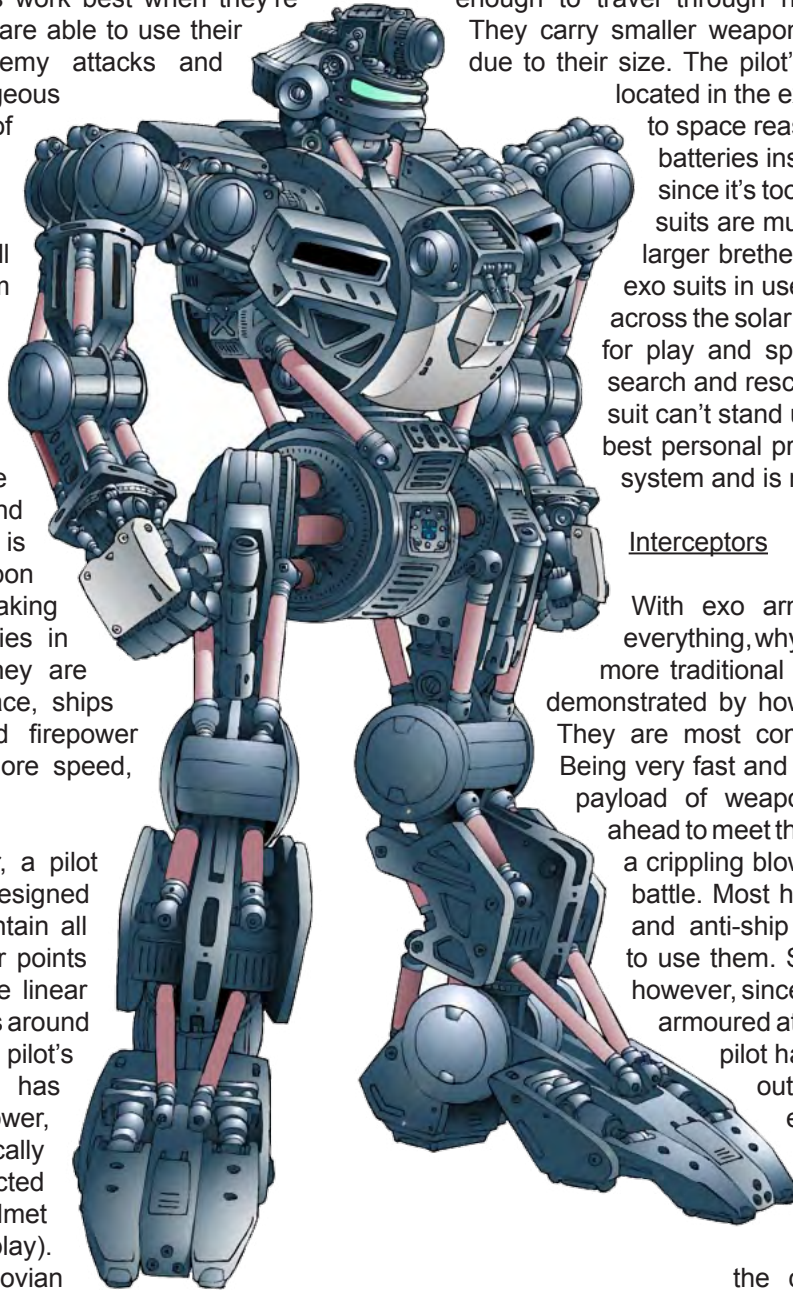 s work best when they're
are able to use their
emy attacks and
geous
of
ll
m
e
nd
is
on
aking
ies in
hey are
ace, ships
d firepower
ore speed,
r, a pilot
esigned
ntain all
r points
e linear
s around
pilot's
has
ower,
cally
cted
lmet
play).
ovian
enough to travel through
They carry smaller weapon
due to their size. The pilot'
located in the e
to space reas
batteries ins
since it's too
suits are mu
larger brethe
exo suits in use
across the solar
for play and sp
search and resc
suit can't stand u
best personal pr
system and is
Interceptors
With exo arm
everything, why
more traditional
demonstrated by how
They are most con
Being very fast and
payload of weapo
ahead to meet th
a crippling blow
battle. Most h
and anti-ship
to use them. S
however, since
armoured at
pilot ha
out
e
the c